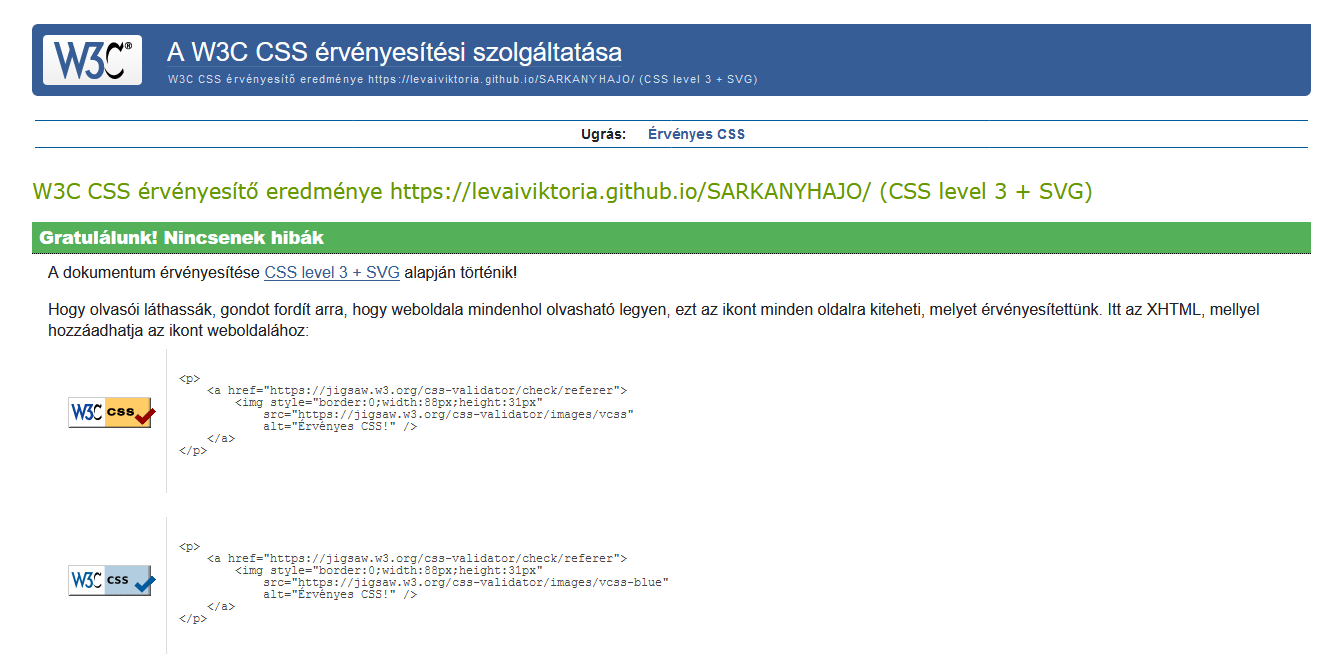 W3C®
A W3C CSS érvényesítési szolgáltatása
W3C CSS érvényesítő eredménye https://levaiviktoria.github.io/SARKANYHAJO/ (CSS level 3 + SVG)
Ugrás: Érvényes CSS
W3C CSS érvényesítő eredménye https://levaiviktoria.github.io/SARKANYHAJO/ (CSS level 3 + SVG)
Gratulálunk! Nincsenek hibák
A dokumentum érvényesítése CSS level 3 + SVG alapján történik!
Hogy olvasói láthassák, gondot fordít arra, hogy weboldala mindenhol olvasható legyen, ezt az ikont minden oldalra kiteheti, melyet érvényesítettünk. Itt az XHTML, mellyel
hozzáadhatja az ikont weboldalához:
W3C css
<p>
<a href="https://jigsaw.w3.org/css-validator/check/referer">
<img style="border:0;width:88px;height:31px"
src="https://jigsaw.w3.org/css-validator/images/vcss"
alt="Érvényes CSS!" />
</a>
</p>
W3C css
<p>
<a href="https://jigsaw.w3.org/css-validator/check/referer">
<img style="border:0;width:88px;height:31px"
src="https://jigsaw.w3.org/css-validator/images/vcss-blue"
alt="Érvényes CSS!" />
</a>
</p>